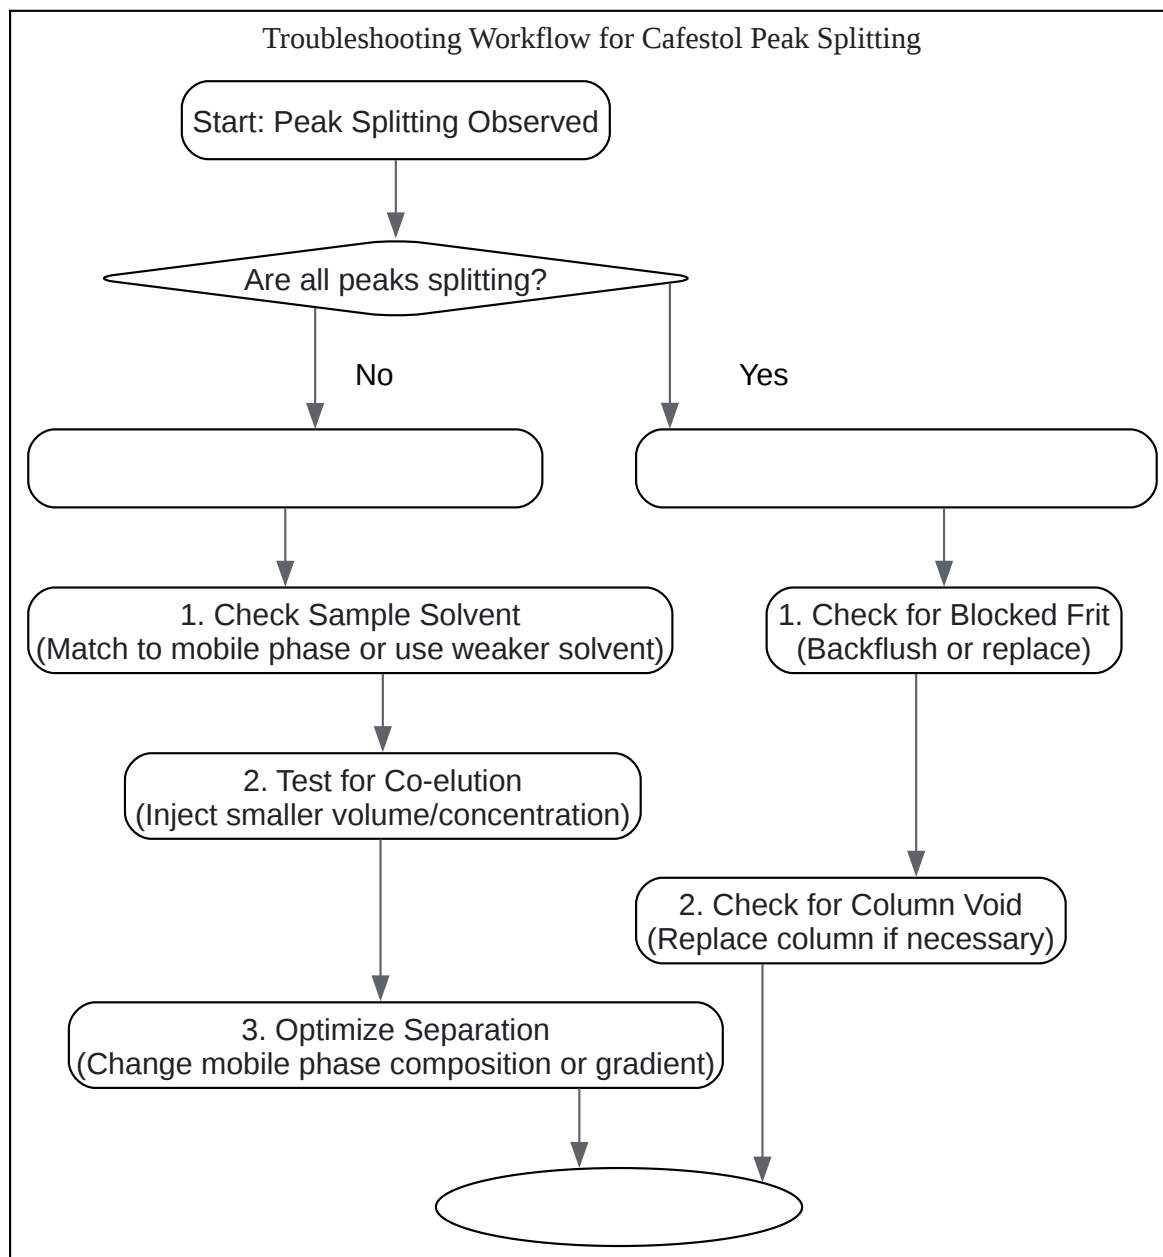 Troubleshooting Workflow for Cafestol Peak Splitting
Start: Peak Splitting Observed
Are all peaks splitting?
No
Yes
1. Check Sample Solvent
(Match to mobile phase or use weaker solvent)
1. Check for Blocked Frit
(Backflush or replace)
2. Test for Co-elution
(Inject smaller volume/concentration)
2. Check for Column Void
(Replace column if necessary)
3. Optimize Separation
(Change mobile phase composition or gradient)